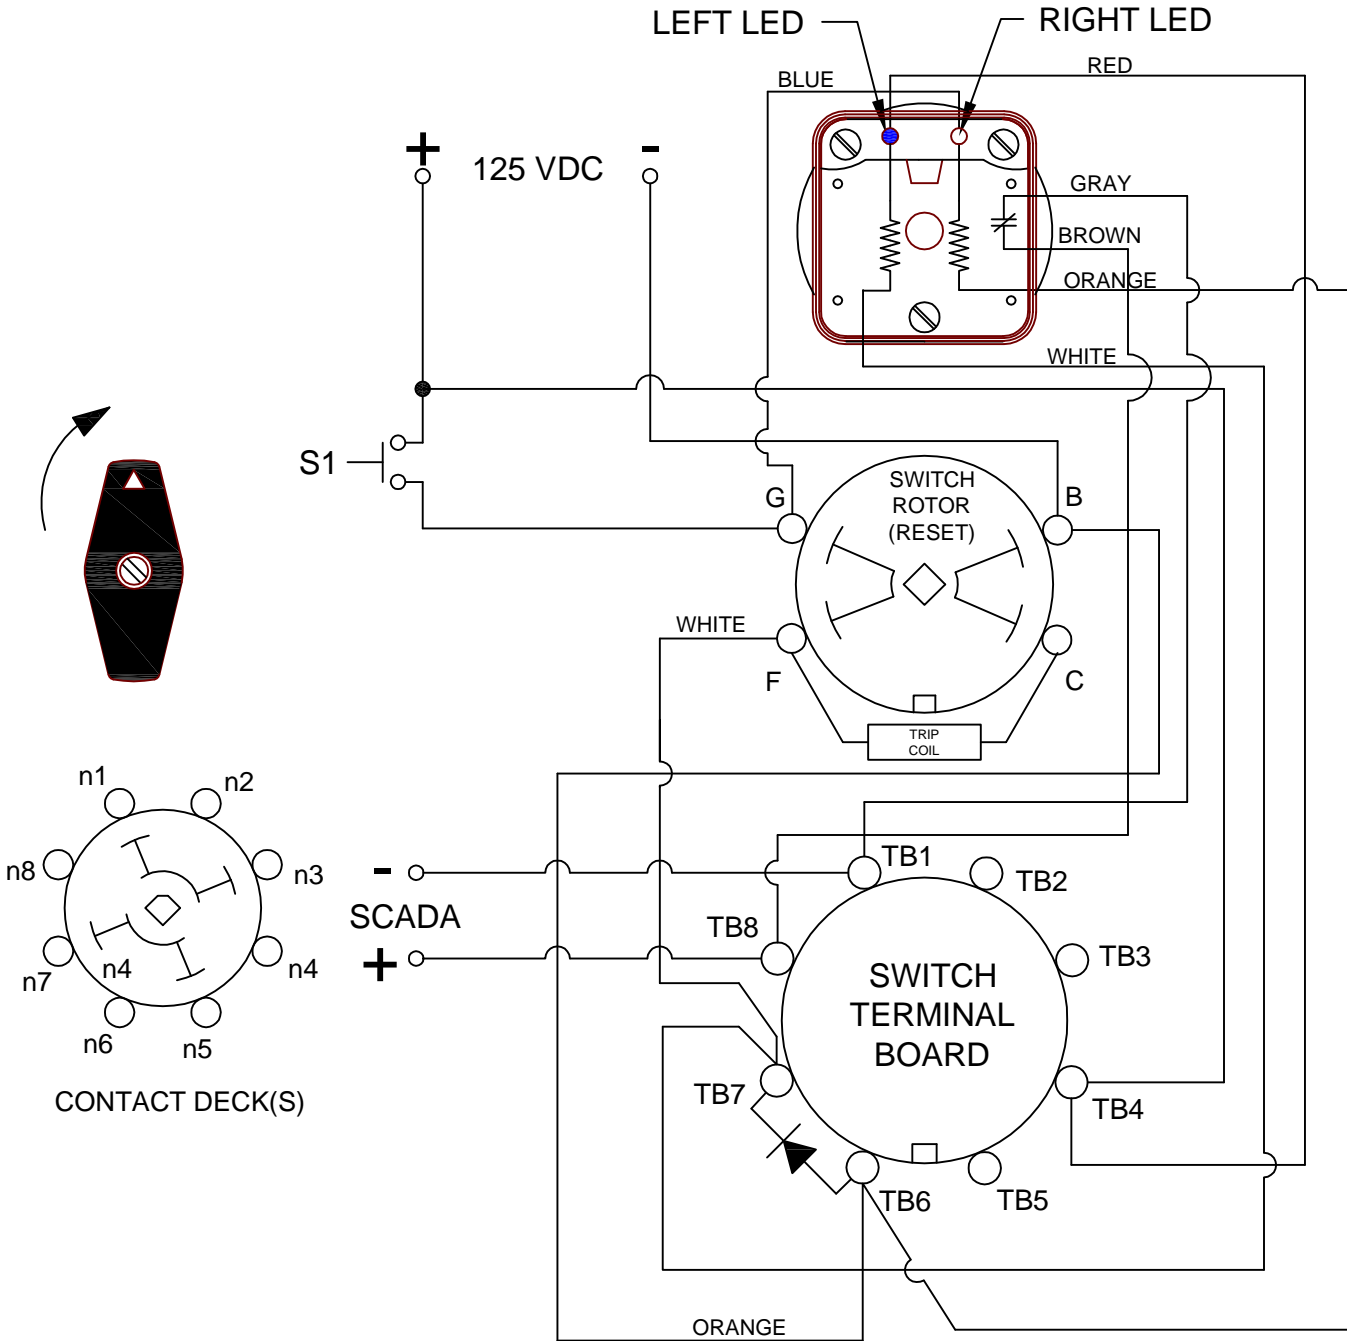 LEFT LED
RIGHT LED
RED
BLUE
+
125 VDC
-
GRAY
BROWN
ORANGE
WHITE
S1
G
SWITCH
ROTOR
(RESET)
B
WHITE
F
C
TRIP
COIL
n1
n2
n8
n3
n7
n4
n4
n6
n5
CONTACT DECK(S)
-
SCADA
+
TB1
TB2
TB8
TB3
SWITCH
TERMINAL
BOARD
TB7
TB4
TB6
TB5
ORANGE